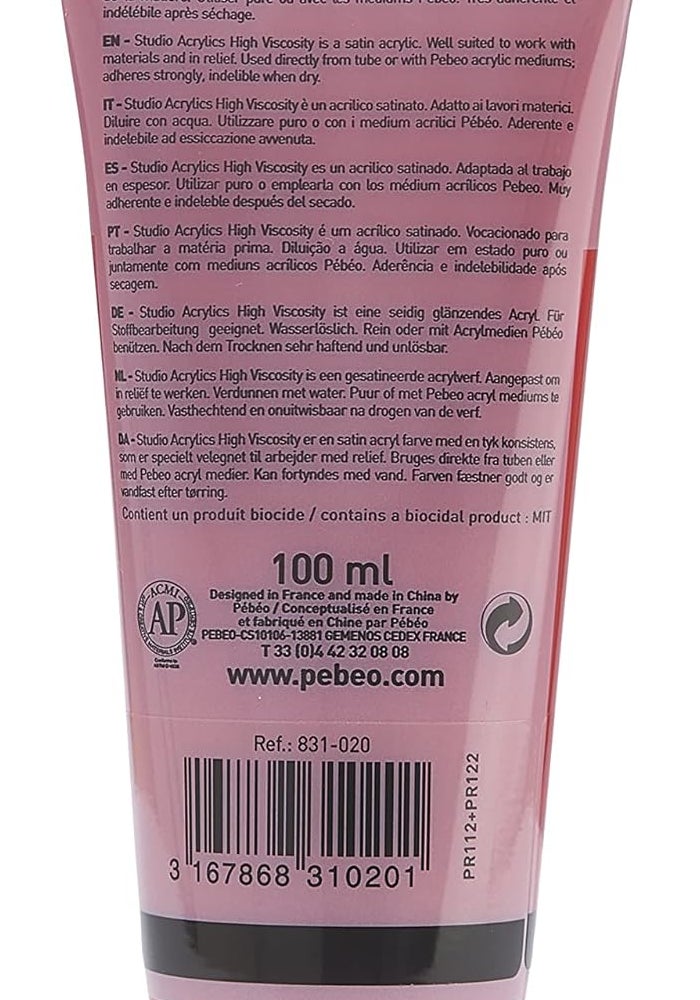 indélébile après séchage.
EN - Studio Acrylics High Viscosity is a satin acrylic. Well suited to work with
materials and in relief. Used directly from tube or with Pebeo acrylic mediums;
adheres strongly, indelible when dry.
IT - Studio Acrylics High Viscosity è un acrilico satinato. Adatto ai lavori materici.
Diluire con acqua. Utilizzare puro o con i medium acrilici Pébéo. Aderente e
indelebile ad essiccazione avvenuta.
ES - Studio Acrylics High Viscosity es un acrilico satinado. Adaptada al trabajo
en espesor. Utilizar puro o emplearla con los médium acrílicos Pebeo. Muy
adherente e indeleble después del secado.
PT - Studio Acrylics High Viscosity é um acrílico satinado. Vocacionado para
trabalhar a matéria prima. Diluição a água. Utilizar em estado puro ou
juntamente com mediuns acrílicos Pébéo. Aderência e indelebilidade após
secagem.
DE - Studio Acrylics High Viscosity ist eine seidig glänzendes Acryl. Für
Stoffbearbeitung geeignet. Wasserlöslich. Rein oder mit Acrylmedien Pébéo
benützen. Nach dem Trocknen sehr haftend und unlösbar.
NL - Studio Acrylics High Viscosity is een gesatineerde acrylverf. Aangepast om
in reliëf te werken. Verdunnen met water. Puur of met Pebeo acryl mediums te
gebruiken. Vasthechtend en onuitwisbaar na drogen van de verf.
DA - Studio Acrylics High Viscosity er en satin acryl farve med en tyk konsistens,
som er specielt velegnet til arbejder med relief. Bruges direkte fra tuben eller
med Pebeo acryl medier. Kan fortyndes med vand. Farven fæstner godt og er
vandfast efter tørring.
Contient un produit biocide / contains a biocidal product : MIT
100 ml
ACMI
AP
Designed in France and made in China by
Pébéo / Conceptualisé en France
et fabriqué en Chine par Pébéo
PEBEO-CS10106-13881 GEMENOS CEDEX FRANCE
T 33 (0)4 42 32 08 08
www.pebeo.com
Ref.: 831-020
3 167868 310201
PR112+PR122